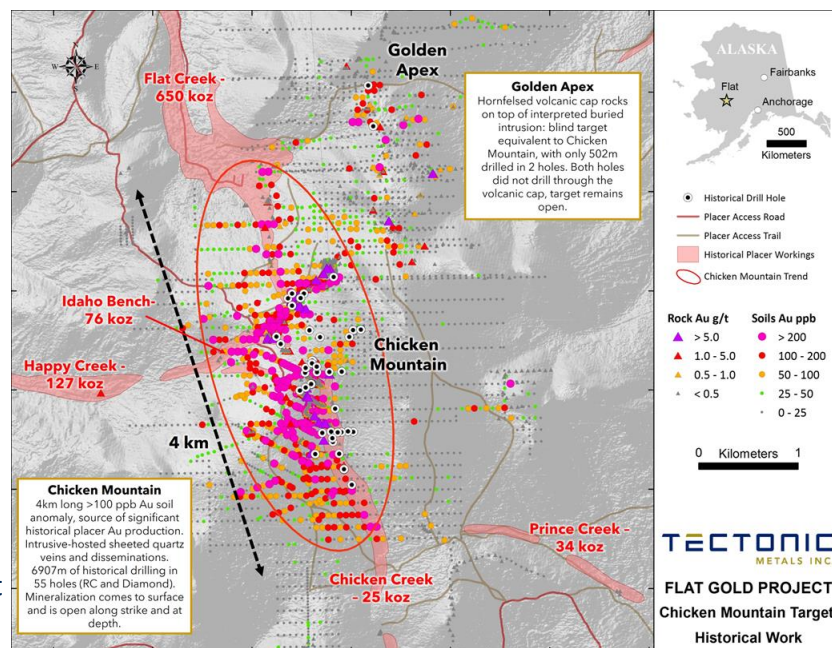 N
W
E
S
Flat Creek -
650 koz
Golden
Apex
Golden Apex
Hornfelsed volcanic cap rocks
on top of interpreted buried
intrusion: blind target
equivalent to Chicken
Mountain, with only 502m
drilled in 2 holes. Both holes
did not drill through the
volcanic cap, target remains
open.
Idaho Bench-
76 koz
Happy Creek -
127 koz
Chicken
Mountain
4 km
Chicken Mountain
4km long >100 ppb Au soil
anomaly, source of significant
historical placer Au production.
Intrusive-hosted sheeted quartz
veins and disseminations.
6907m of historical drilling in
55 holes (RC and Diamond).
Mineralization comes to surface
and is open along strike and at
depth.
Chicken Creek
- 25 koz
Prince Creek -
34 koz
ALASKA
Flat
Fairbanks
Anchorage
500
Kilometers
Historical Drill Hole
Placer Access Road
Placer Access Trail
Historical Placer Workings
Chicken Mountain Trend
Rock Au g/t
> 5.0
1.0 - 5.0
0.5 - 1.0
< 0.5
Soils Au ppb
> 200
100 - 200
50 - 100
25 - 50
0 - 25
0 Kilometers 1
TECTONIC
METALS INC
FLAT GOLD PROJECT
Chicken Mountain Target
Historical Work
t